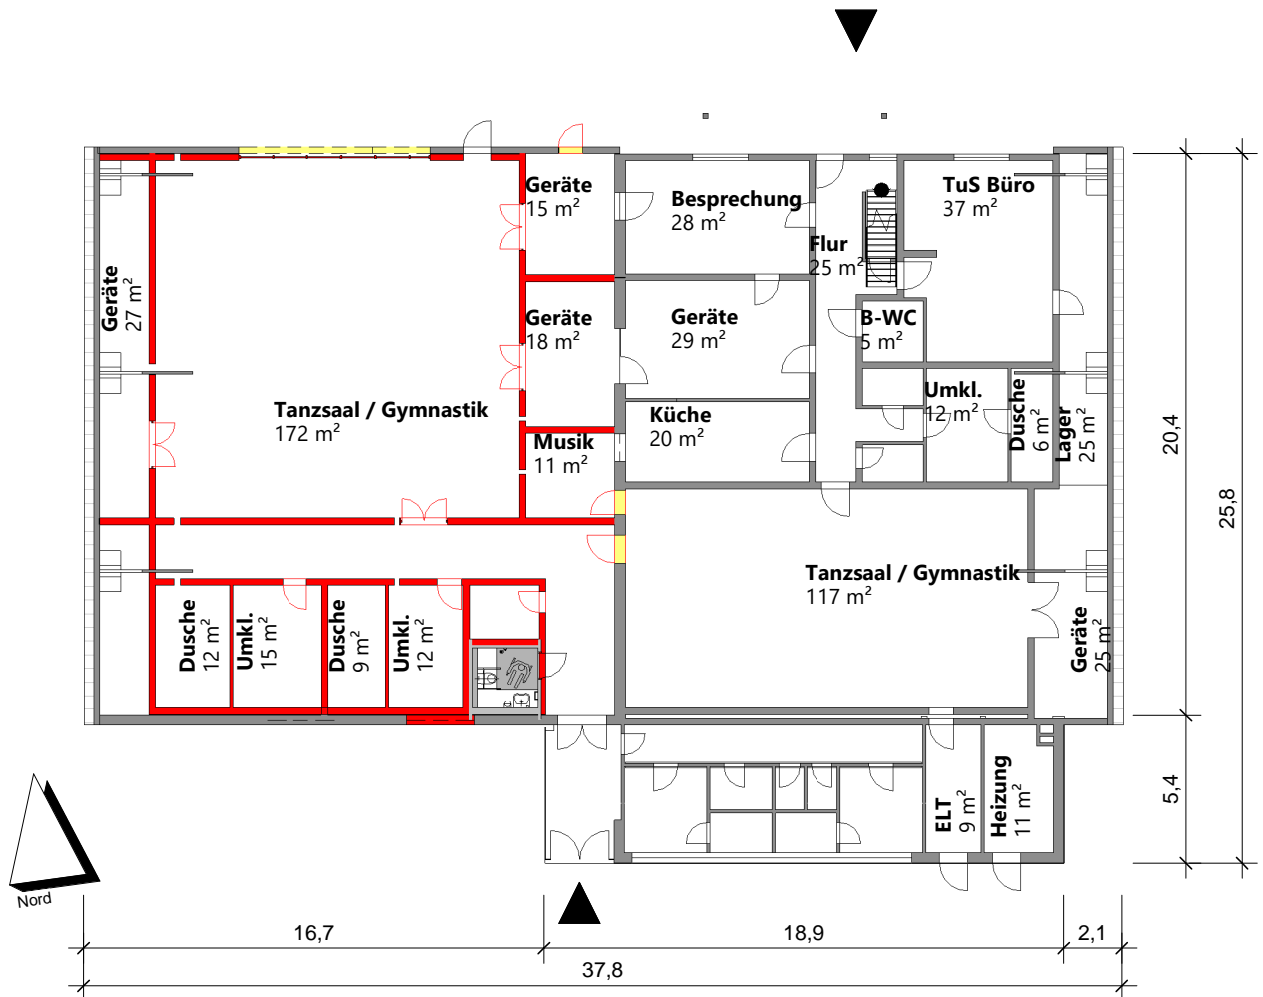 Geräte
15 m²
Besprechung
28 m²
TuS Büro
37 m²
Flur
25 m²
Geräte
27 m²
Geräte
18 m²
Geräte
29 m²
B-WC
5 m²
Tanzsaal / Gymnastik
172 m²
Musik
11 m²
Küche
20 m²
Umkl.
12 m²
Dusche
6 m²
Lager
25 m²
20,4
25,8
Tanzsaal / Gymnastik
117 m²
Geräte
25 m²
Dusche
12 m²
Umkl.
15 m²
Dusche
9 m²
Umkl.
12 m²
ELT
9 m²
Heizung
11 m²
5,4
Nord
16,7
18,9
2,1
37,8